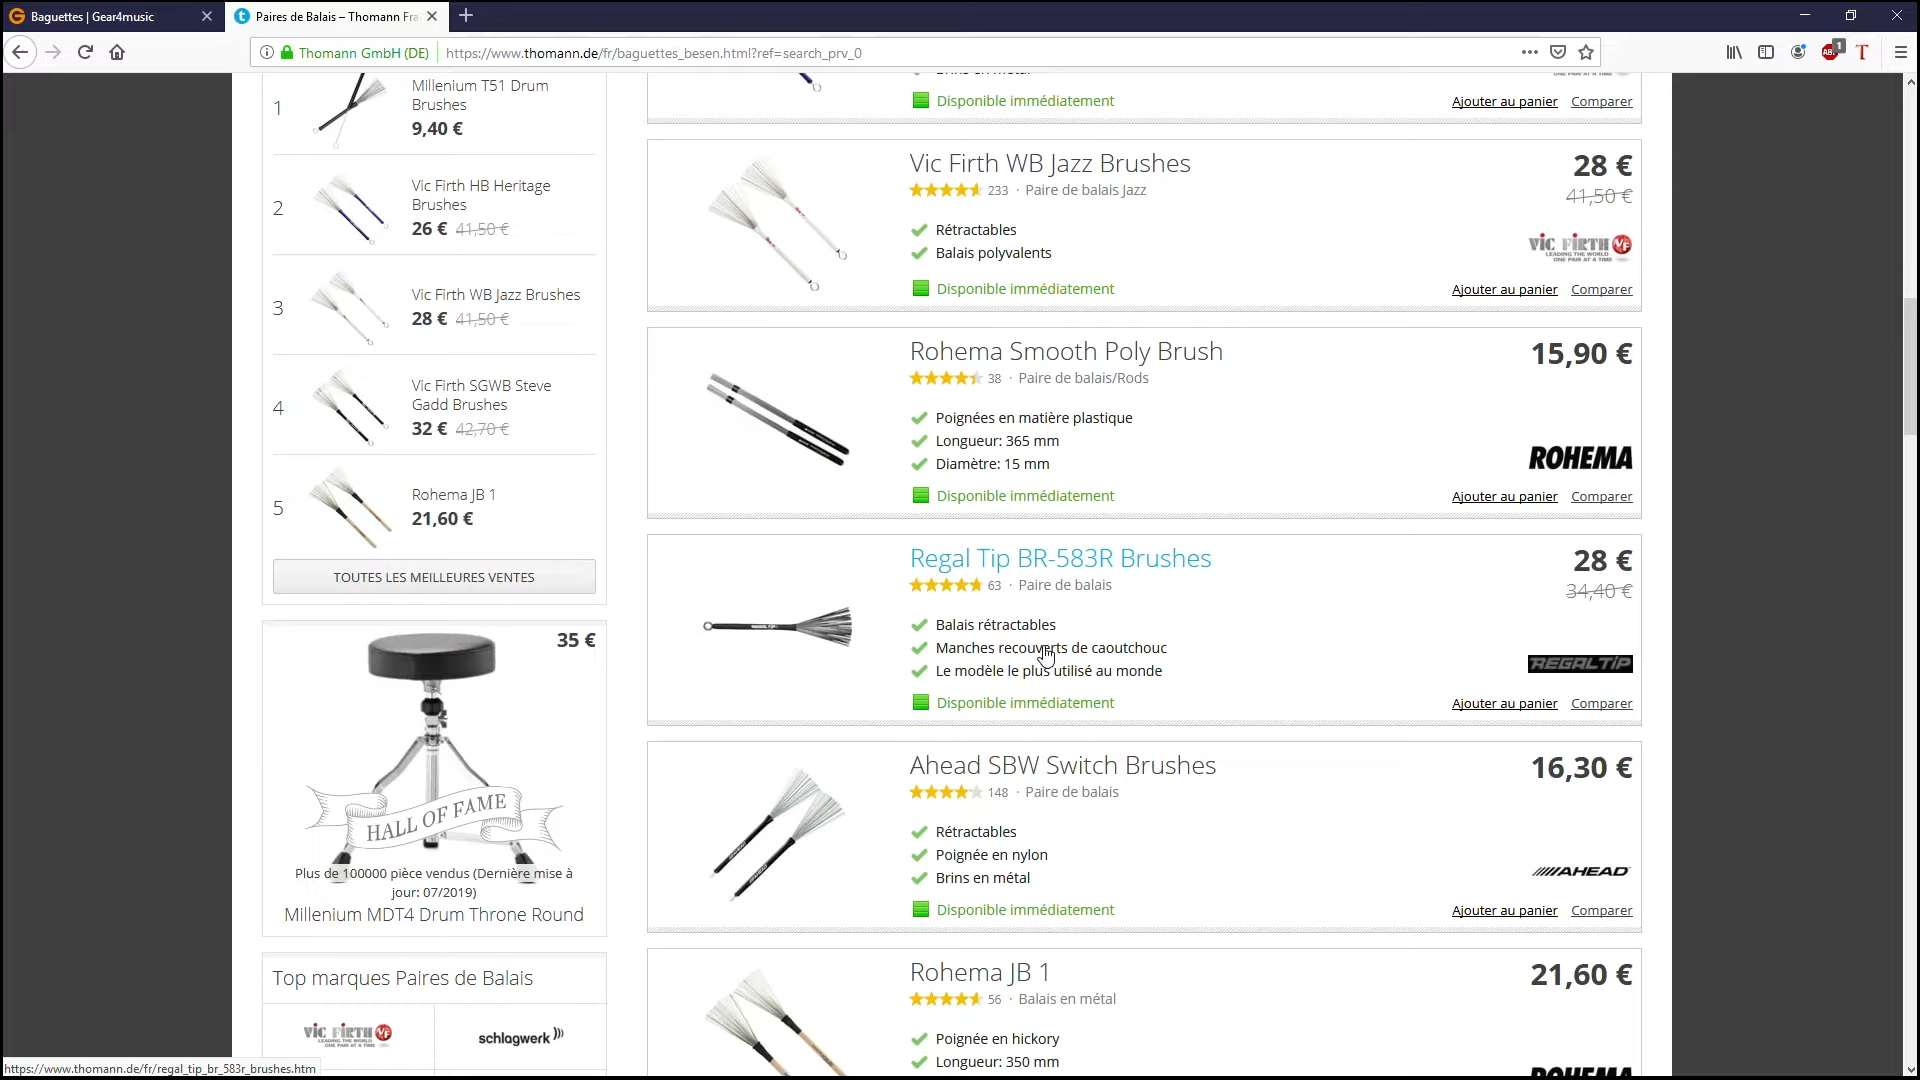 Baguettes | Gear4music
Paires de Balais – Thomann Fra
Thomann GmbH (DE)
https://www.thomann.de/fr/baguettes_besen.html?ref=search_prv_0
1
Millenium T51 Drum
Brushes
9,40 €
2
Vic Firth HB Heritage
Brushes
26 € 41,50 €
3
Vic Firth WB Jazz Brushes
28 € 41,50 €
4
Vic Firth SGWB Steve
Gadd Brushes
32 € 42,70 €
5
Rohema JB 1
21,60 €
TOUTES LES MEILLEURES VENTES
35 €
HALL OF FAME
Plus de 100000 pièce vendus (Dernière mise à
jour: 07/2019)
Millenium MDT4 Drum Throne Round
Top marques Paires de Balais
VIC FIRTH
LEADING THE WORLD
ONE PAIR AT A TIME
schlagwerk
Brins en métal
Disponible immédiatement
Ajouter au panier Comparer
Vic Firth WB Jazz Brushes
28 €
41,50 €
233 · Paire de balais Jazz
Rétractables
Balais polyvalents
VIC FIRTH VF
LEADING THE WORLD
ONE PAIR AT A TIME
Disponible immédiatement
Ajouter au panier Comparer
Rohema Smooth Poly Brush
15,90 €
38 · Paire de balais/Rods
Poignées en matière plastique
Longueur: 365 mm
Diamètre: 15 mm
ROHEMA
Disponible immédiatement
Ajouter au panier Comparer
Regal Tip BR-583R Brushes
28 €
34,40 €
63 · Paire de balais
Balais rétractables
Manches recouverts de caoutchouc
Le modèle le plus utilisé au monde
REGALTIP
Disponible immédiatement
Ajouter au panier Comparer
Ahead SBW Switch Brushes
16,30 €
148 · Paire de balais
Rétractables
Poignée en nylon
Brins en métal
AHEAD
Disponible immédiatement
Ajouter au panier Comparer
Rohema JB 1
21,60 €
56 · Balais en métal
Poignée en hickory
Longueur: 350 mm
ROHEMA
https://www.thomann.de/fr/regal_tip_br_583r_brushes.htm